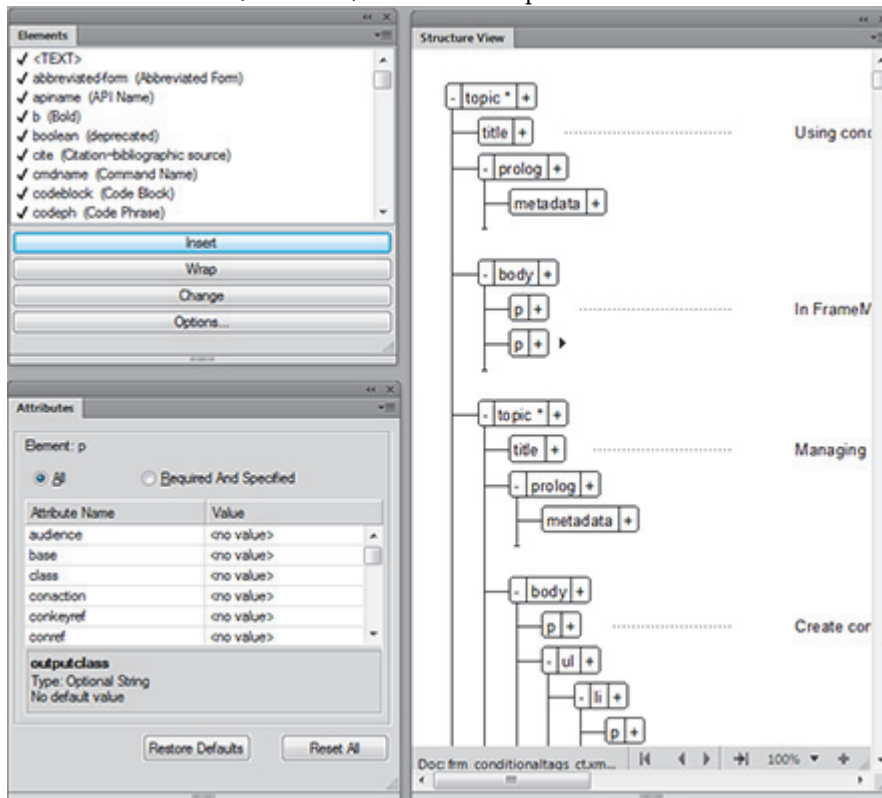 Elements
<TEXT>
abbreviated-form (Abbreviated Form)
apiname (API Name)
b (Bold)
boolean (deprecated)
cite (Citation-bibliographic source)
cmdname (Command Name)
codeblock (Code Block)
codeph (Code Phrase)
Insert
Wrap
Change
Options...
Attributes
Element: p
All Required And Specified
Attribute Name Value
audience <no value>
base <no value>
class <no value>
conaction <no value>
conkeyref <no value>
conref <no value>
outputclass
Type: Optional String
No default value
Restore Defaults Reset All
Structure View
- topic * +
title + Using cond
- prolog +
metadata +
- body +
p + In FrameM
p +
- topic * +
title + Managing
- prolog +
metadata +
- body +
p + Create con
- ul +
- li +
p +
Doc: frm_conditionaltags_ct.xm... 100%